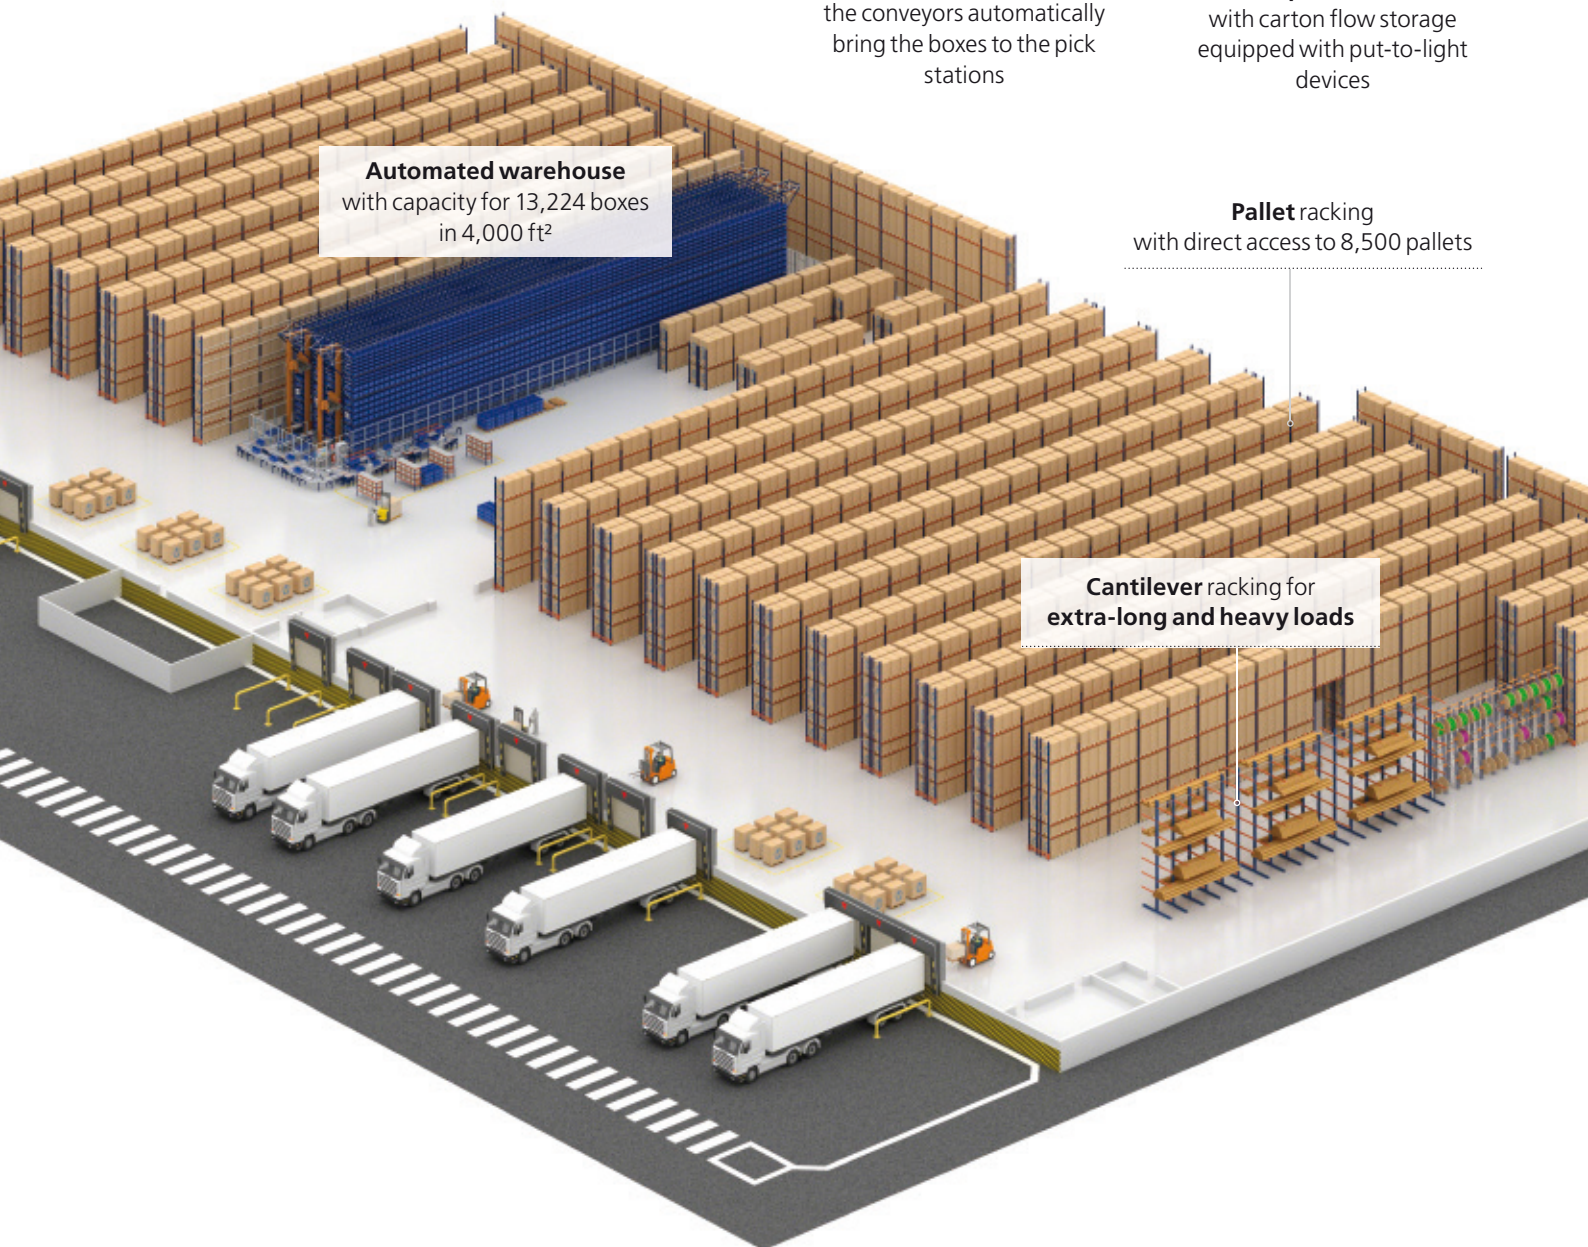 the conveyors automatically
bring the boxes to the pick
stations
with carton flow storage
equipped with put-to-light
devices
Automated warehouse
with capacity for 13,224 boxes
in 4,000 ft²
Pallet racking
with direct access to 8,500 pallets
Cantilever racking for
extra-long and heavy loads